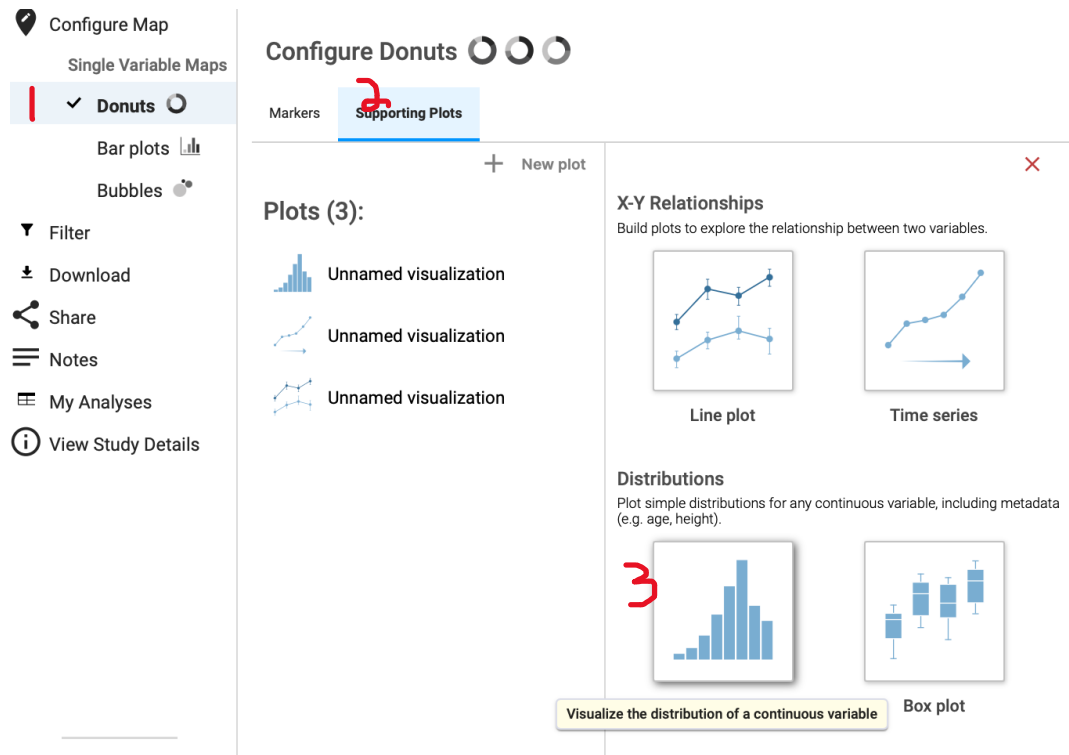 Configure Map
Single Variable Maps
Donuts
Bar plots
Bubbles
Filter
Download
Share
Notes
My Analyses
View Study Details
Configure Donuts
2
Markers
Supporting Plots
New plot
Plots (3):
Unnamed visualization
Unnamed visualization
Unnamed visualization
X-Y Relationships
Build plots to explore the relationship between two variables.
Line plot
Time series
Distributions
Plot simple distributions for any continuous variable, including metadata
(e.g. age, height).
3
Box plot
Visualize the distribution of a continuous variable